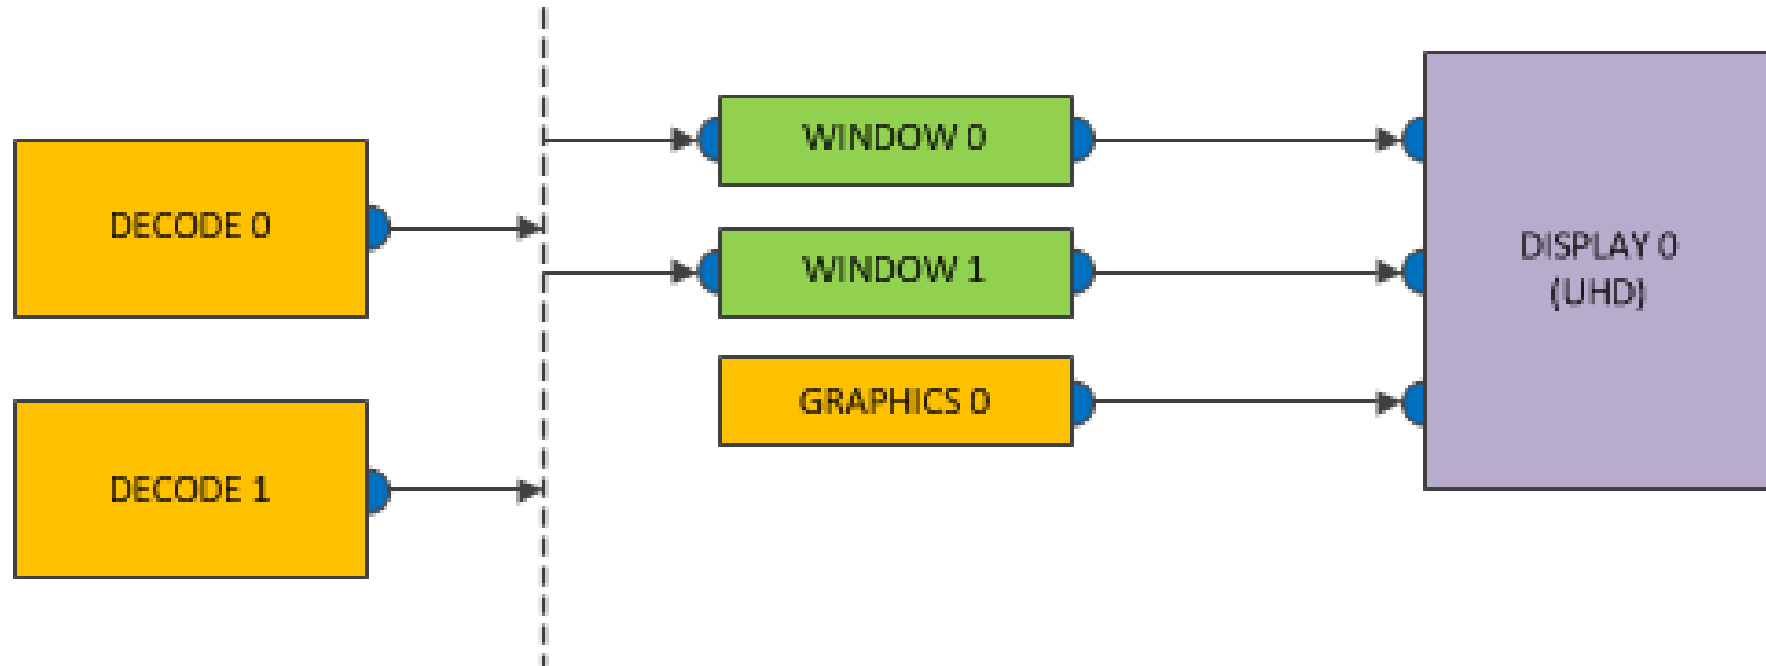 DECODE 0
DECODE 1
WINDOW 0
WINDOW 1
GRAPHICS 0
DISPLAY 0
(UHD)